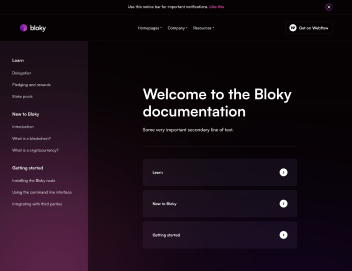 Use this notice bar for important notifications. Like this
bloky
Homepages Company Resources
Get on Webflow
Learn
Delegation
Pledging and rewards
Stake pools
New to Bloky
Introduction
What is a blockchain?
What is a cryptocurrency?
Getting started
Installing the Bloky node
Using the command line interface
Integrating with third parties
Welcome to the Bloky
documentation
Some very important secondary line of text.
Learn
New to Bloky
Getting started